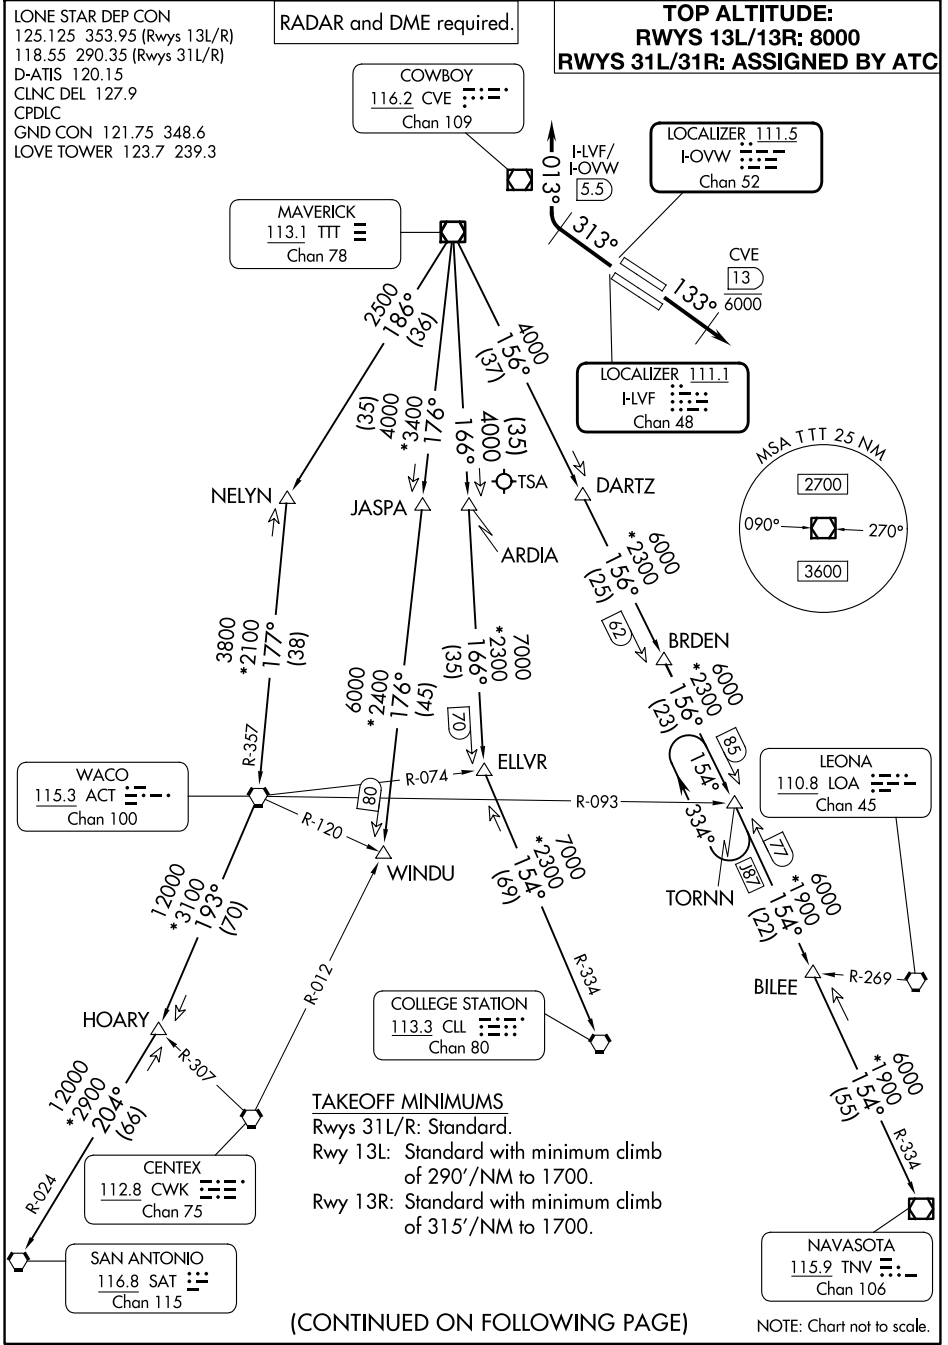 LONE STAR DEP CON
125.125 353.95 (Rwys 13L/R)
118.55 290.35 (Rwys 31L/R)
D-ATIS 120.15
CLNC DEL 127.9
CPDLC
GND CON 121.75 348.6
LOVE TOWER 123.7 239.3
RADAR and DME required.
TOP ALTITUDE:
RWYS 13L/13R: 8000
RWYS 31L/31R: ASSIGNED BY ATC
COWBOY
116.2 CVE
Chan 109
LOCALIZER 111.5
I-OVW
Chan 52
I-LVF/
I-OVW
5.5
013°
313°
133°
CVE
13
6000
MAVERICK
113.1 TTT
Chan 78
LOCALIZER 111.1
I-LVF
Chan 48
2500
186°
(36)
(35)
4000
*3400
176°
(35)
4000
166°
4000
156°
(37)
MSA TTT 25 NM
2700
090°
270°
3600
NELYN
JASPA
TSA
ARDIA
DARTZ
3800
*2100
177°
(38)
R-357
6000
*2400
176°
(45)
80
7000
*2300
166°
(35)
70
6000
*2300
156°
(25)
62
BRDEN
6000
*2300
156°
(23)
85
154°
334°
WACO
115.3 ACT
Chan 100
R-074
ELLVR
R-093
R-120
WINDU
LEONA
110.8 LOA
Chan 45
TORNN
J87
77
6000
*1900
154°
(22)
12000
*3100
193°
(70)
7000
*2300
154°
(69)
R-334
R-012
BILEE
R-269
HOARY
R-307
COLLEGE STATION
113.3 CLL
Chan 80
6000
*1900
154°
(55)
R-334
12000
*2900
204°
(66)
R-024
CENTEX
112.8 CWK
Chan 75
TAKEOFF MINIMUMS
Rwys 31L/R: Standard.
Rwy 13L: Standard with minimum climb
of 290'/NM to 1700.
Rwy 13R: Standard with minimum climb
of 315'/NM to 1700.
SAN ANTONIO
116.8 SAT
Chan 115
NAVASOTA
115.9 TNV
Chan 106
(CONTINUED ON FOLLOWING PAGE)
NOTE: Chart not to scale.